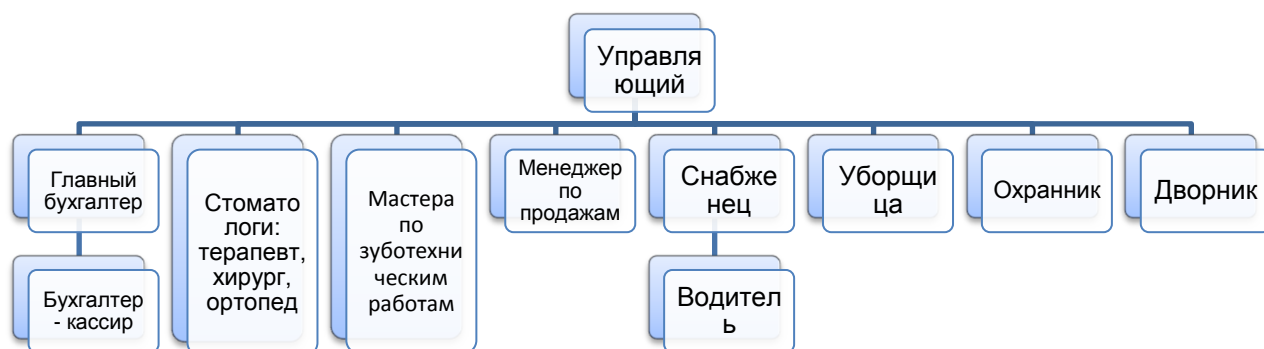 Управля
ющий
Главный
бухгалтер
Стомато
логи:
терапевт,
хирург,
ортопед
Мастера
по
зуботехни
ческим
работам
Менеджер
по
продажам
Снабже
нец
Уборщи
ца
Охранник
Дворник
Бухгалтер
- кассир
Водител
ь